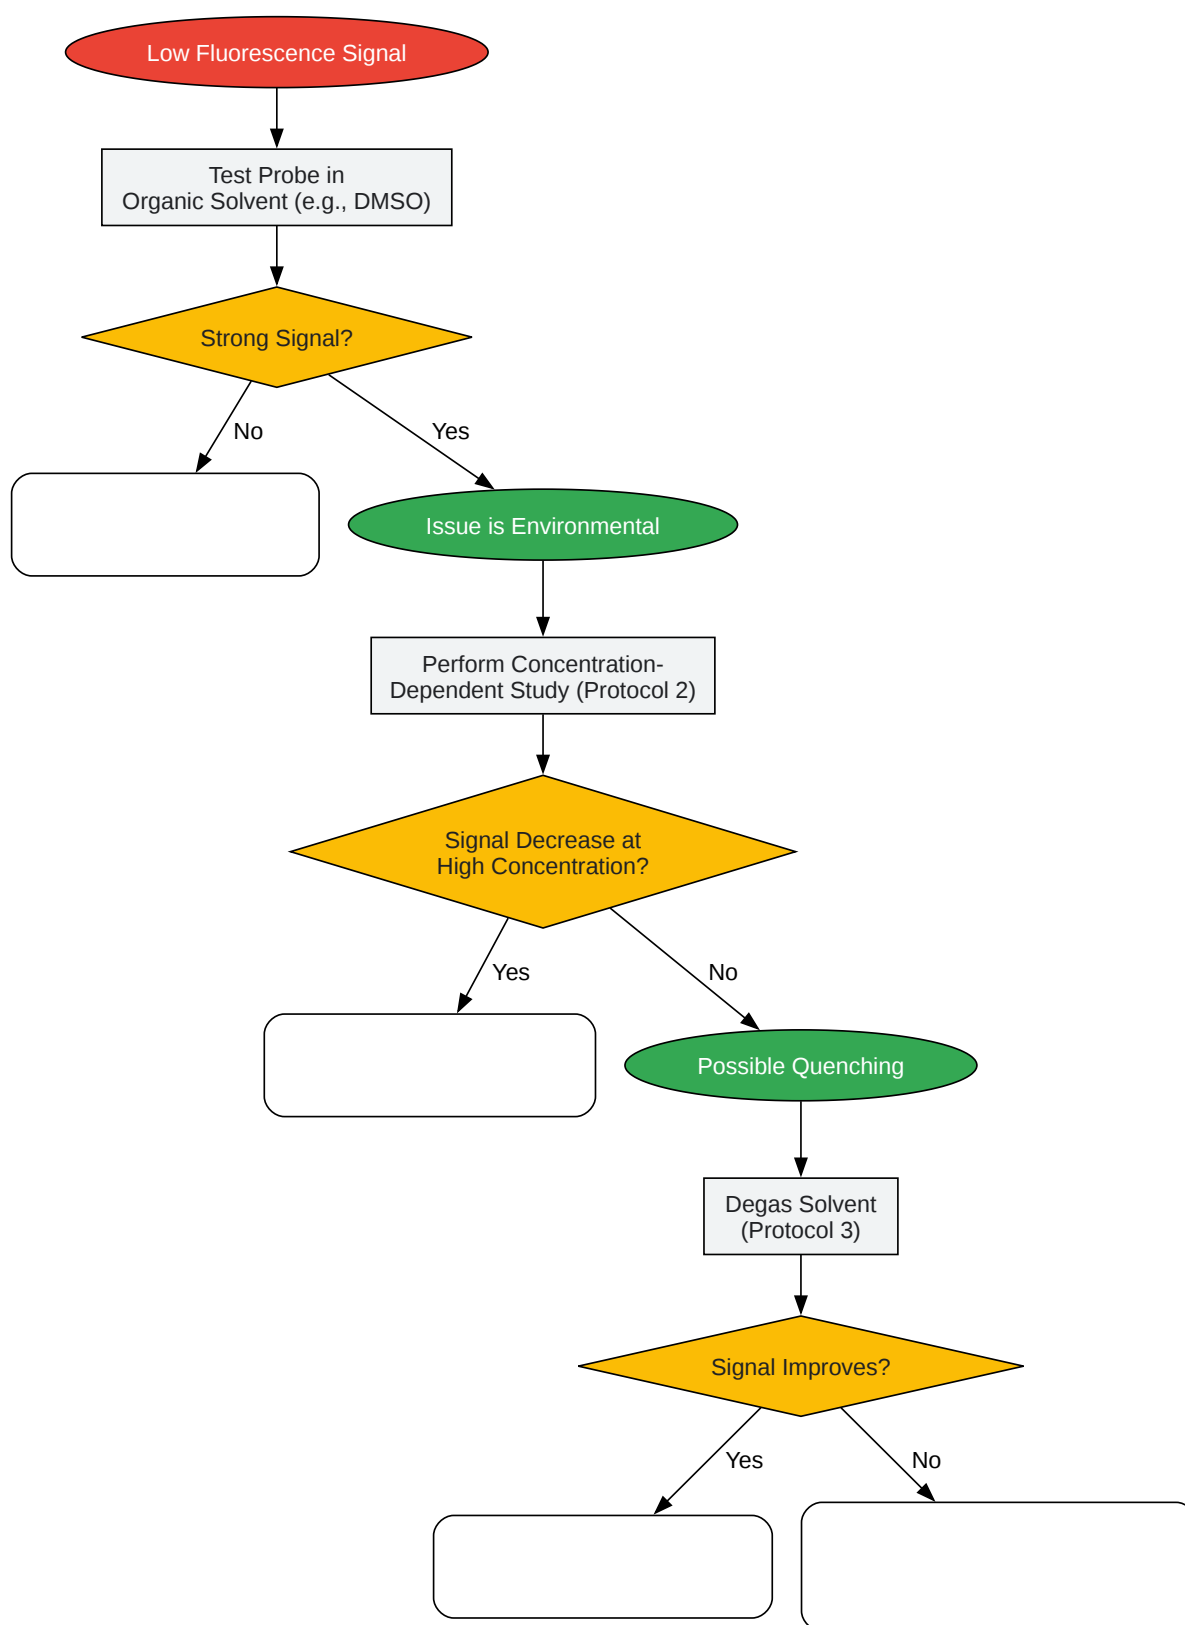 Low Fluorescence Signal
Test Probe in
Organic Solvent (e.g., DMSO)
Strong Signal?
No
Yes
Issue is Environmental
Perform Concentration-
Dependent Study (Protocol 2)
Signal Decrease at
High Concentration?
Yes
No
Possible Quenching
Degas Solvent
(Protocol 3)
Signal Improves?
Yes
No